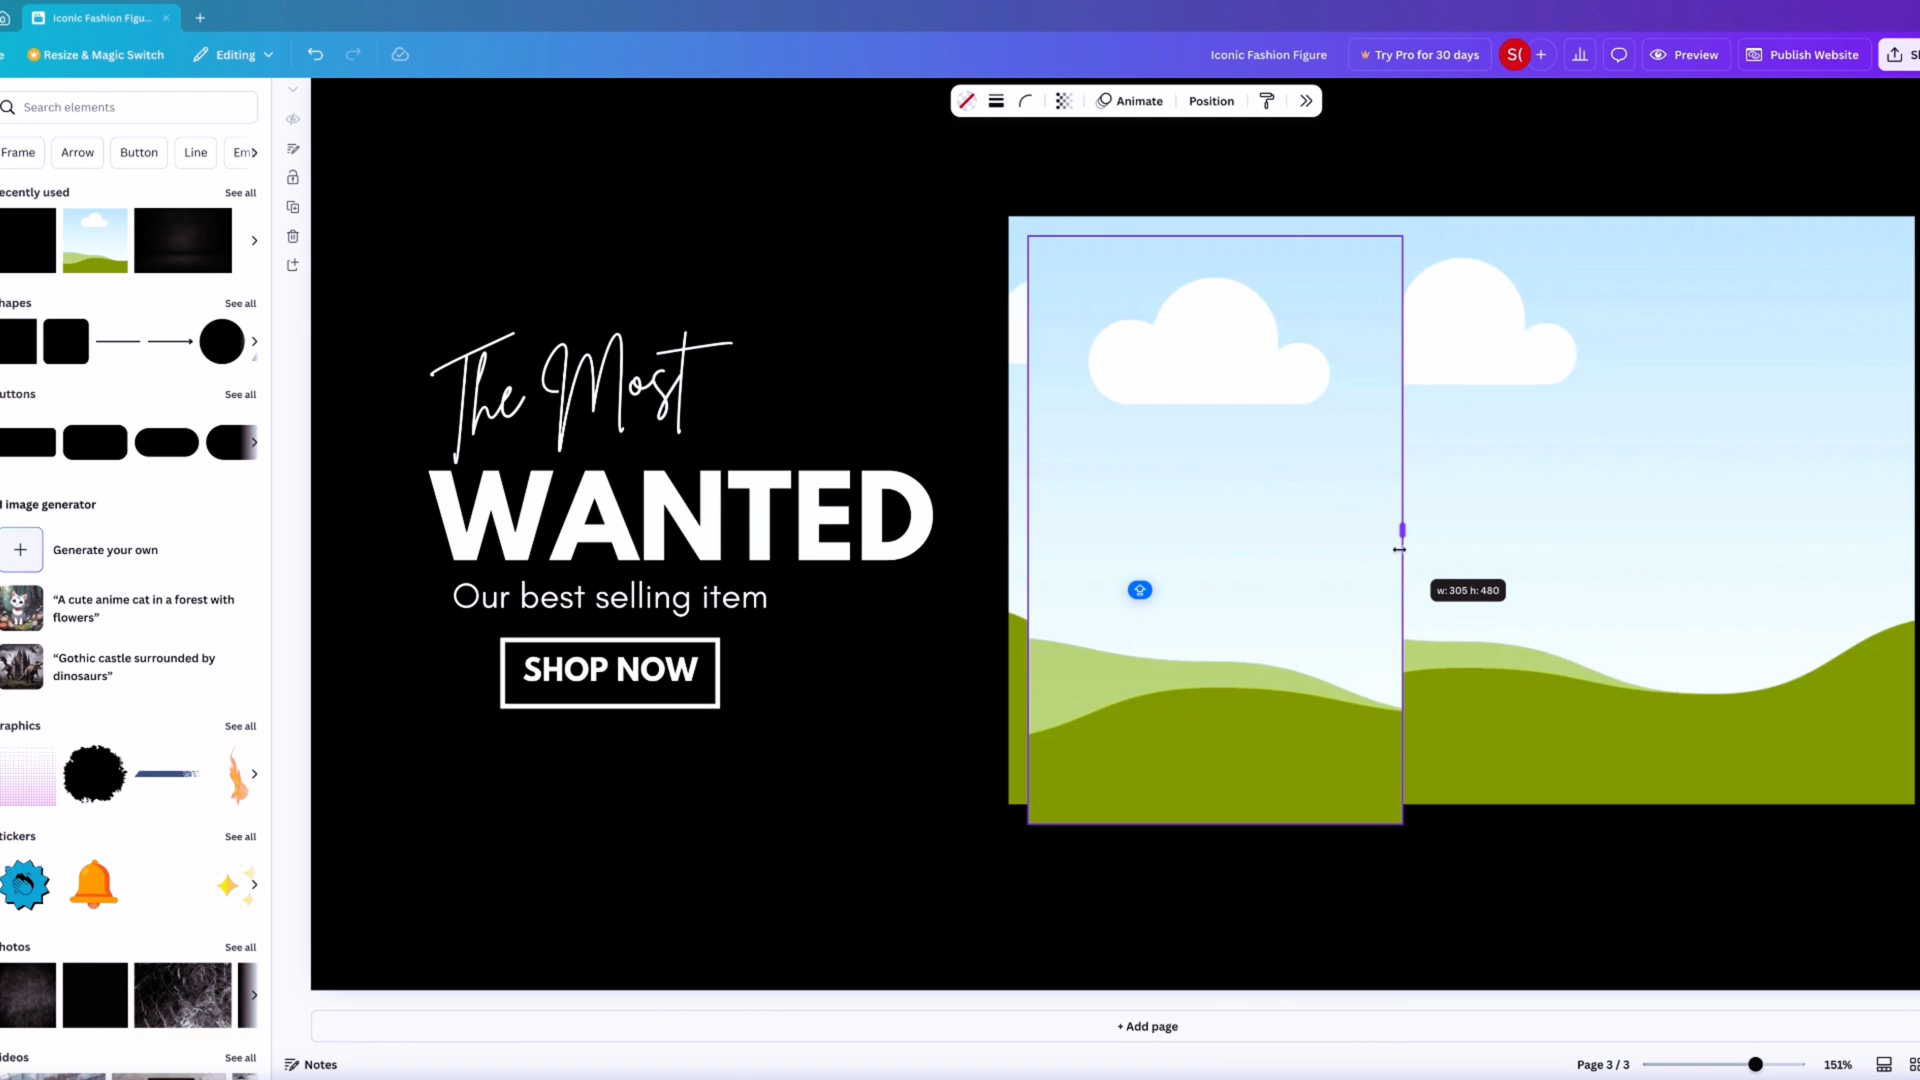 Iconic Fashion Figu...
Resize & Magic Switch
Editing
Iconic Fashion Figure
Try Pro for 30 days
S(
Preview
Publish Website
Search elements
Frame
Arrow
Button
Line
Em
ecently used
See all
hapes
See all
uttons
See all
image generator
Generate your own
“A cute anime cat in a forest with
flowers”
“Gothic castle surrounded by
dinosaurs”
raphics
See all
tickers
See all
hotos
See all
ideos
See all
Animate
Position
The Most
WANTED
Our best selling item
SHOP NOW
w: 305 h: 480
+ Add page
Notes
Page 3 / 3
151%